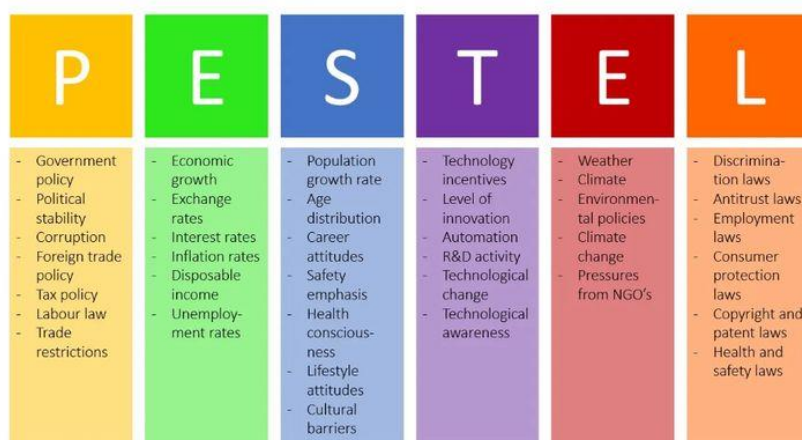 P
E
S
T
E
L
- Government
policy
- Political
stability
- Corruption
- Foreign trade
policy
- Tax policy
- Labour law
- Trade
restrictions
- Economic
growth
- Exchange
rates
- Interest rates
- Inflation rates
- Disposable
income
- Unemploy-
ment rates
- Population
growth rate
- Age
distribution
- Career
attitudes
- Safety
emphasis
- Health
conscious-
ness
- Lifestyle
attitudes
- Cultural
barriers
- Technology
incentives
- Level of
innovation
- Automation
- R&D activity
- Technological
change
- Technological
awareness
- Weather
- Climate
- Environmen-
tal policies
- Climate
change
- Pressures
from NGO's
- Discrimina-
tion laws
- Antitrust laws
- Employment
laws
- Consumer
protection
laws
- Copyright and
patent laws
- Health and
safety laws